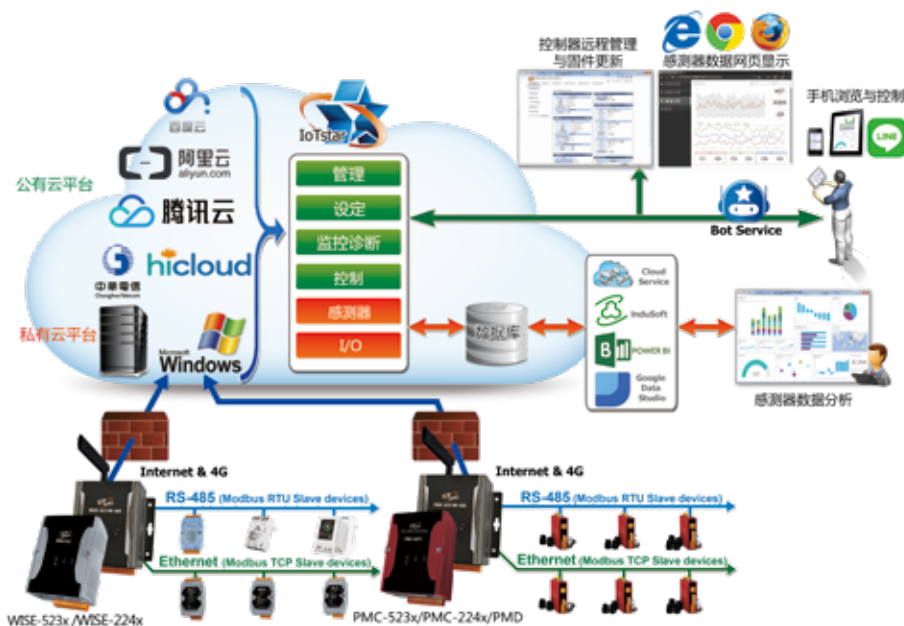 控制器远程管理
与固件更新
感测器数据网页显示
手机浏览与控制
LINE
百度云
IoTstar
阿里云
aliyun.com
公有云平台
腾讯云
管理
设定
监控诊断
控制
感测器
I/O
Bot Service
中華電信
Chunghwa Telecom
hicloud
私有云平台
Microsoft
Windows
数据库
Cloud
Service
InduSoft
POWER BI
Google
Data
Studio
感测器数据分析
Internet & 4G
RS-485 (Modbus RTU Slave devices)
Ethernet (Modbus TCP Slave devices)
WISE-523x/WISE-224x
Internet & 4G
RS-485 (Modbus RTU Slave devices)
Ethernet (Modbus TCP Slave devices)
PMC-523x/PMC-224x/PMD